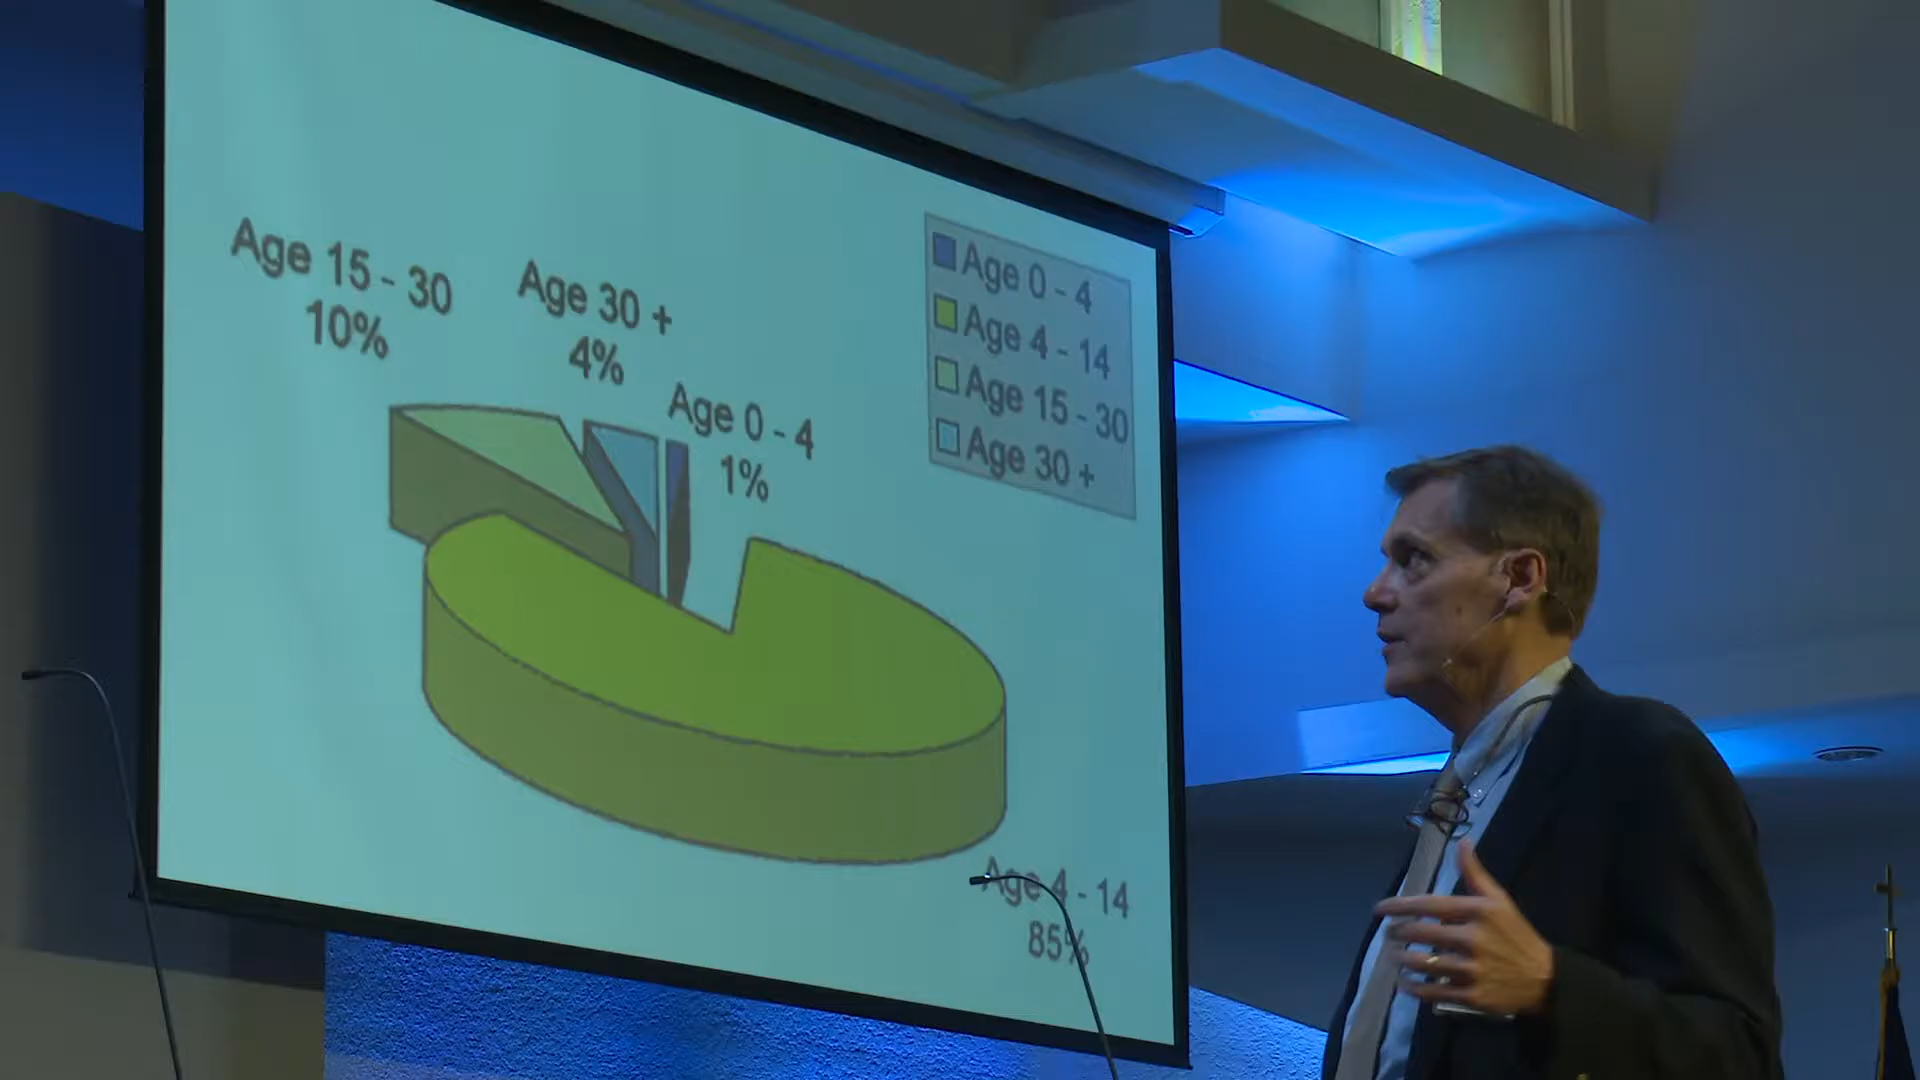 Age 15 - 30
10%
Age 30 +
4%
Age 0 - 4
1%
Age 0 - 4
Age 4 - 14
Age 15 - 30
Age 30 +
Age 4 - 14
85%